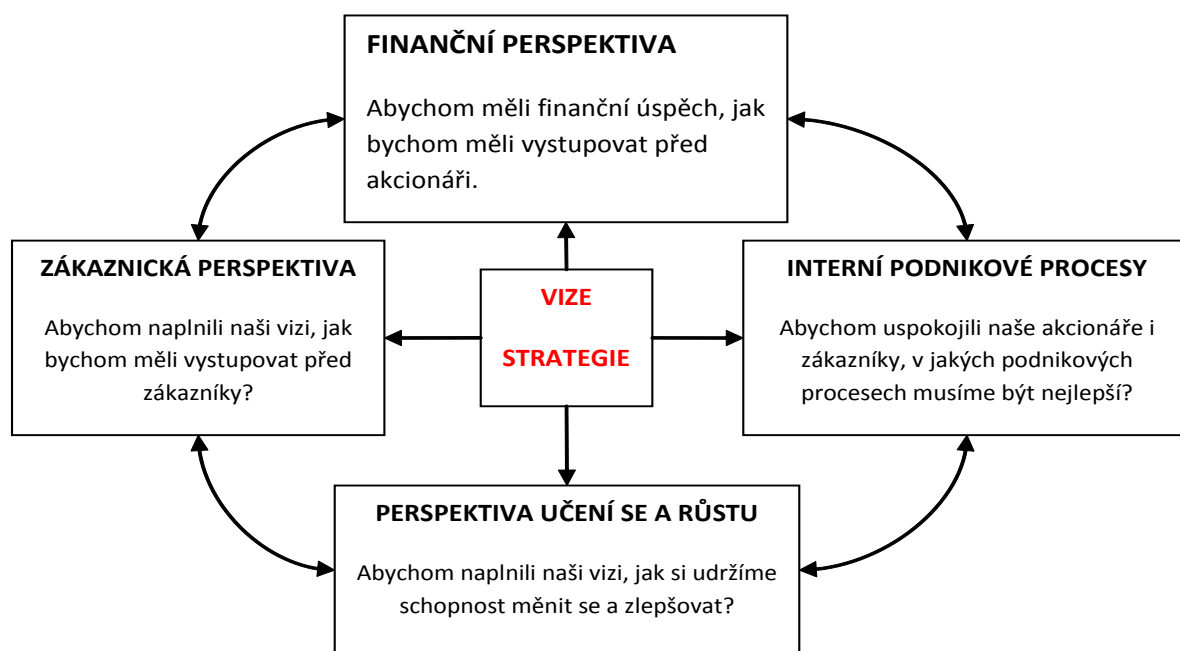 FINANČNÍ PERSPEKTIVA
Abychom měli finanční úspěch, jak
bychom měli vystupovat před
akcionáři.
ZÁKAZNICKÁ PERSPEKTIVA
Abychom naplnili naši vizi, jak
bychom měli vystupovat před
zákazníky?
VIZE
STRATEGIE
INTERNÍ PODNIKOVÉ PROCESY
Abychom uspokojili naše akcionáře i
zákazníky, v jakých podnikových
procesech musíme být nejlepší?
PERSPEKTIVA UČENÍ SE A RŮSTU
Abychom naplnili naši vizi, jak si udržíme
schopnost měnit se a zlepšovat?